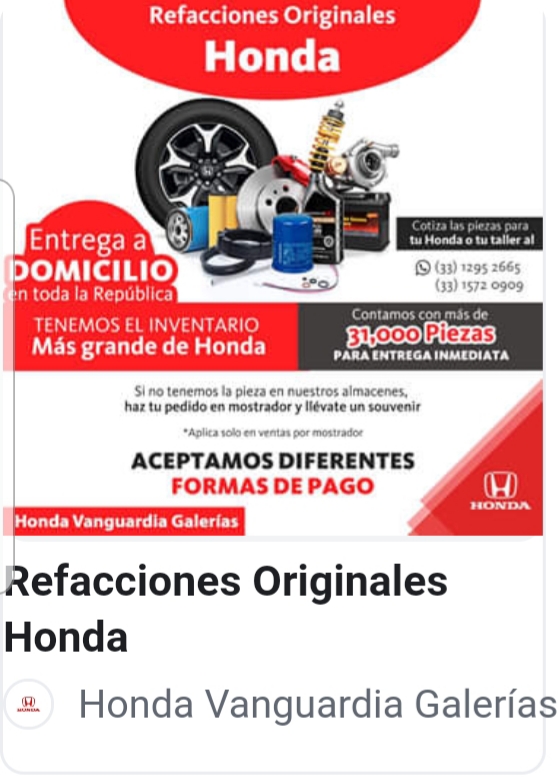 Refacciones Originales
Honda
Entrega a
DOMICILIO
en toda la República
Cotiza las piezas para
tu Honda o tu taller al
(33) 1295 2665
(33) 1572 0909
TENEMOS EL INVENTARIO
Más grande de Honda
Contamos con más de
31,000 Piezas
PARA ENTREGA INMEDIATA
Si no tenemos la pieza en nuestros almacenes,
haz tu pedido en mostrador y llévate un souvenir
*Aplica solo en ventas por mostrador
ACEPTAMOS DIFERENTES
FORMAS DE PAGO
HONDA
Honda Vanguardia Galerías
Refacciones Originales
Honda
HONDA
Honda Vanguardia Galerías